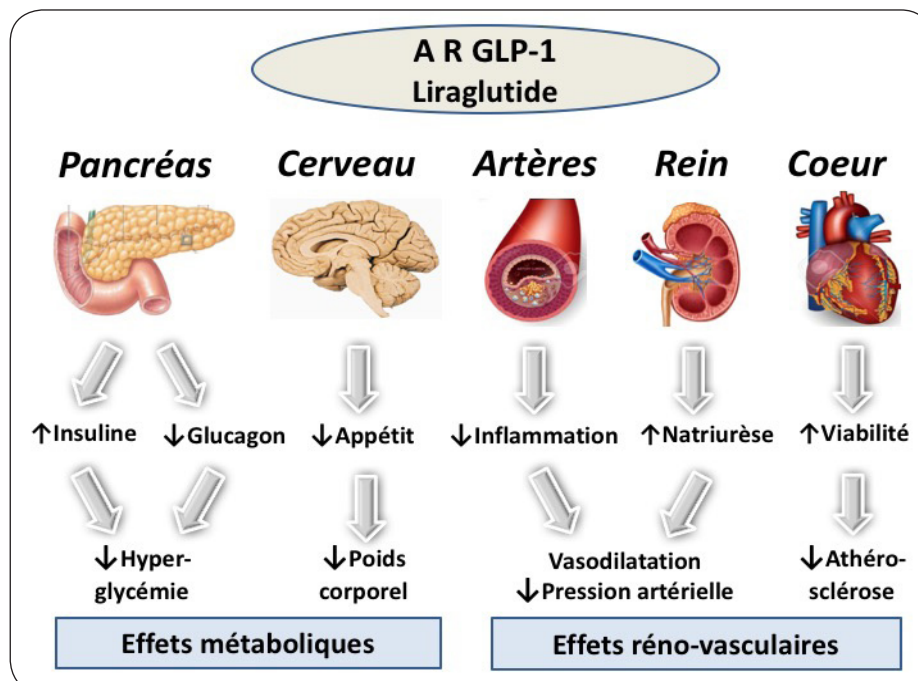 A R GLP-1
Liraglutide
Pancréas
Cerveau
Artères
Rein
Coeur
↑Insuline
↓Glucagon
↓Appétit
↓Inflammation
↑Natriurèse
↑Viabilité
↓Hyper-
glycémie
↓Poids
corporel
Vasodilatation
↓Pression artérielle
↓Athéro-
sclérose
Effets métaboliques
Effets réno-vasculaires